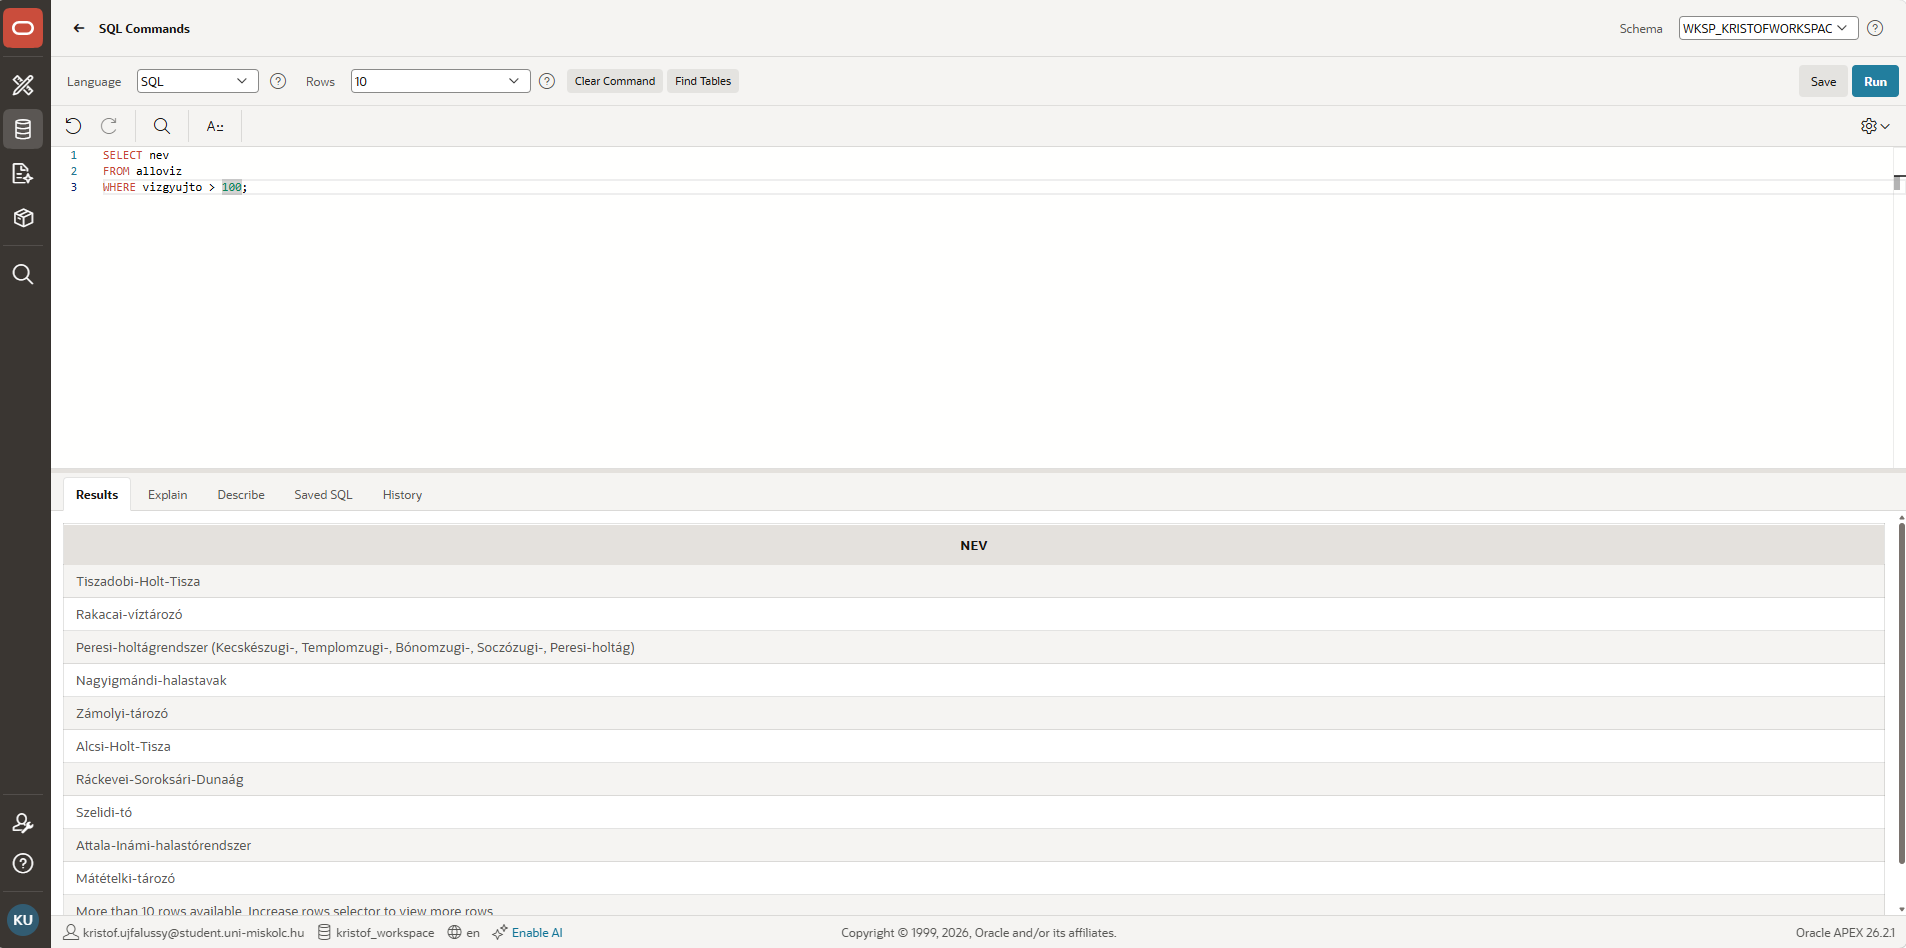 SQL Commands
Schema
WKSP_KRISTOFWORKSPAC
Language
SQL
Rows
10
Clear Command
Find Tables
Save
Run
A::
1 SELECT nev
2 FROM alloviz
3 WHERE vizgyujto > 100;
Results
Explain
Describe
Saved SQL
History
NEV
Tiszadobi-Holt-Tisza
Rakacai-víztározó
Peresi-holtágrendszer (Kecskészugi-, Templomzugi-, Bónomzugi-, Soczózugi-, Peresi-holtág)
Nagyigmándi-halastavak
Zámolyi-tározó
Alcsi-Holt-Tisza
Ráckevei-Soroksári-Dunaág
Szelidi-tó
Attala-Inámi-halastórendszer
Mátételki-tározó
More than 10 rows available. Increase rows selector to view more rows.
KU
kristof.ujfalussy@student.uni-miskolc.hu
kristof_workspace
en
Enable AI
Copyright © 1999, 2026, Oracle and/or its affiliates.
Oracle APEX 26.2.1